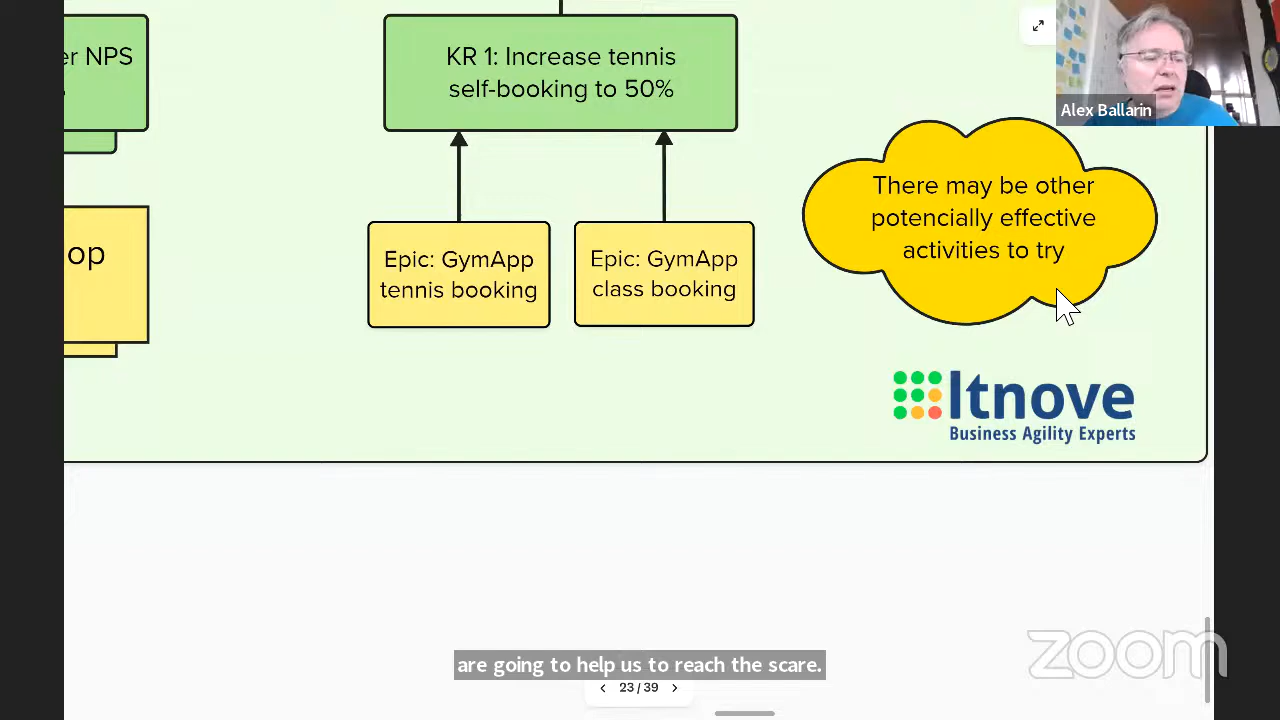 er NPS
KR 1: Increase tennis
self-booking to 50%
Alex Ballarin
There may be other
potencially effective
activities to try
op
Epic: GymApp
tennis booking
Epic: GymApp
class booking
Itnove
Business Agility Experts
zoom
are going to help us to reach the scare.
23 / 39